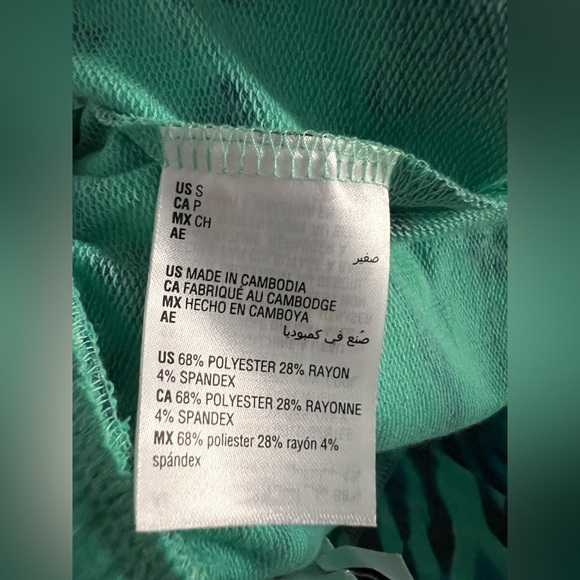 US S
CA P
MX CH
AE
صغير
US MADE IN CAMBODIA
CA FABRIQUÉ AU CAMBODGE
MX HECHO EN CAMBOYA
AE
صُنع في كمبوديا
US 68% POLYESTER 28% RAYON
4% SPANDEX
CA 68% POLYESTER 28% RAYONNE
4% SPANDEX
MX 68% poliester 28% rayón 4%
spándex